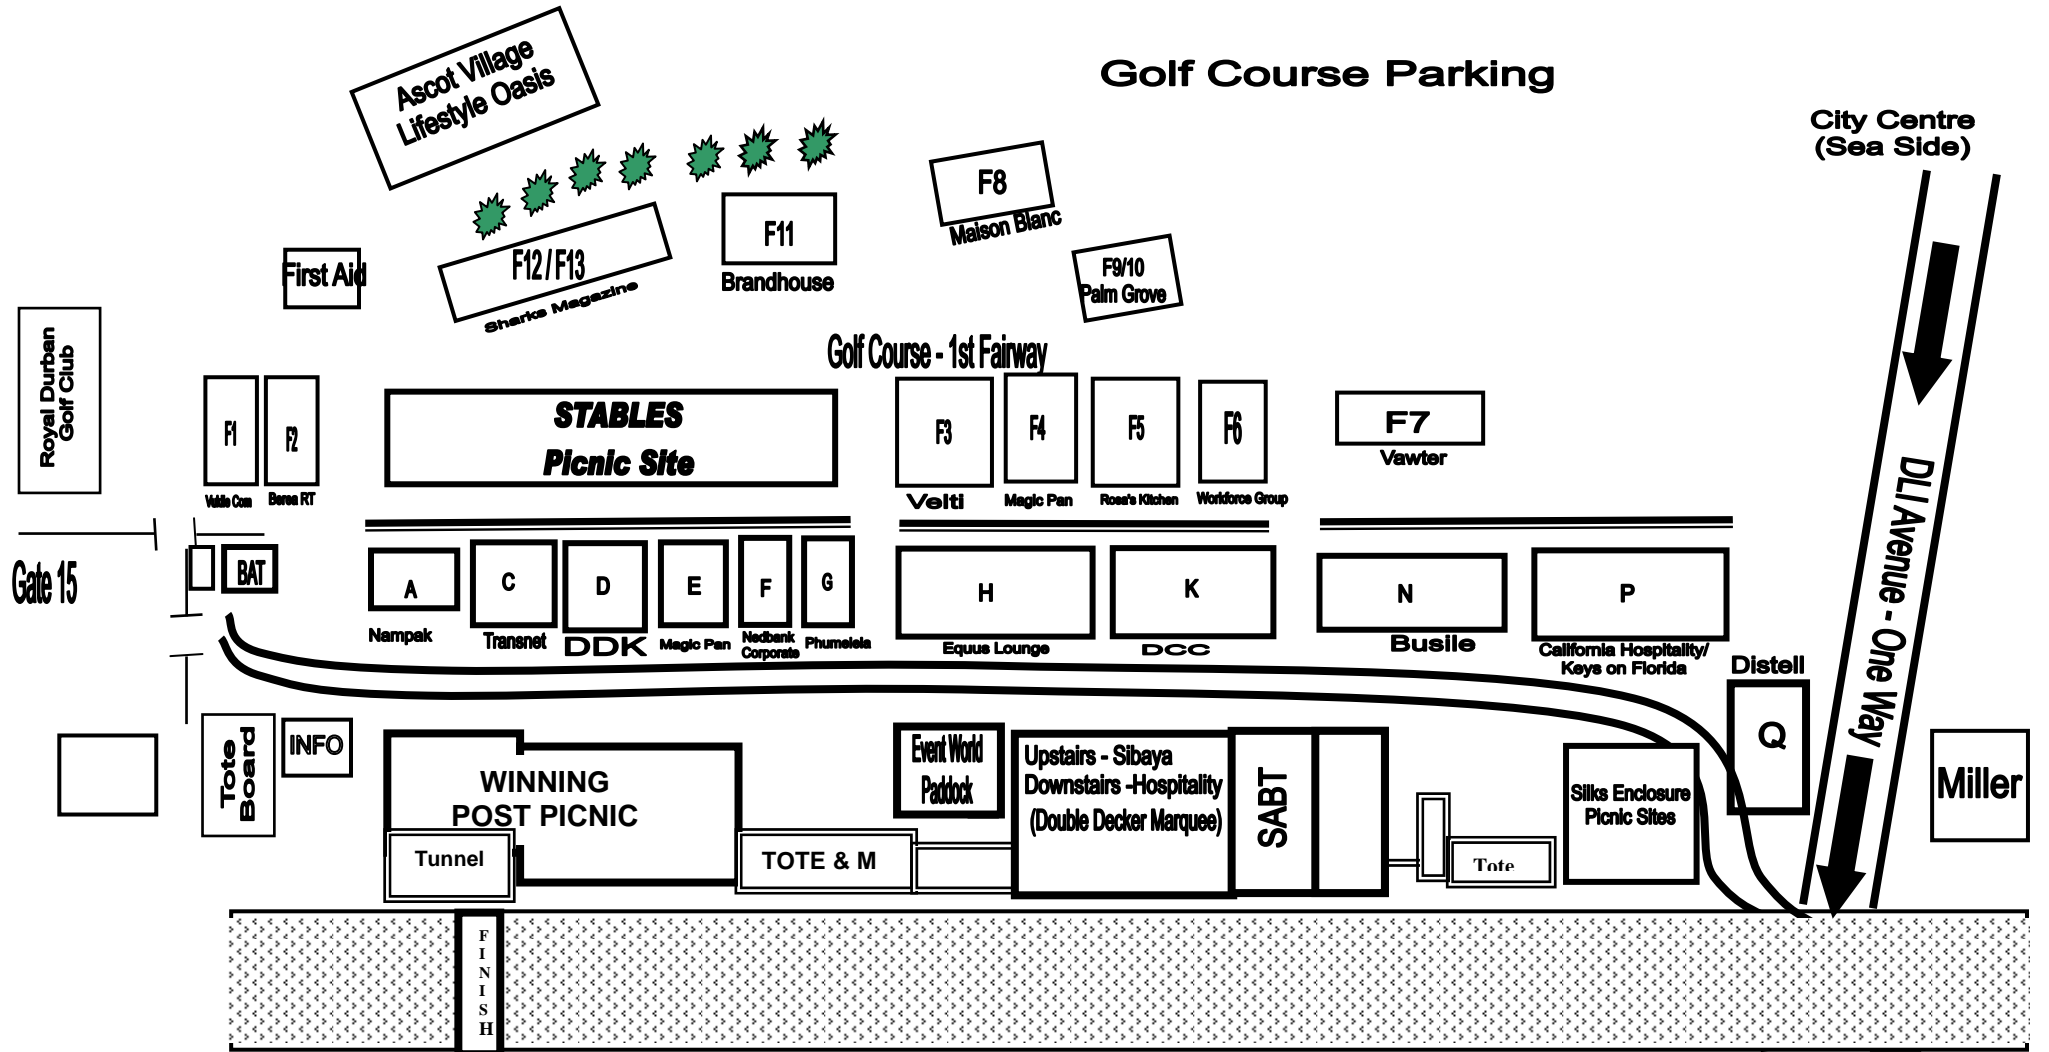 Ascot Village
Lifestyle Oasis
Golf Course Parking
City Centre
(Sea Side)
F8
Maison Blanc
F11
Brandhouse
F12 / F13
Sharks Magazine
First Aid
F9/10
Palm Grove
Royal Durban
Golf Club
Golf Course - 1st Fairway
F1
F2
Berea RT
STABLES
Picnic Site
F3
Velti
F4
Magic Pan
F5
Rosa's Kitchen
F6
Workforce Group
F7
Vawter
DLI Avenue - One Way
Gate 15
BAT
A
Nampak
C
Transnet
D
DDK
E
Magic Pan
F
Nedbank
Corporate
G
Phumelela
H
Equus Lounge
K
DCC
N
Busile
P
California Hospitality/
Keys on Florida
Distell
Q
Miller
Tote
Board
INFO
WINNING
POST PICNIC
Tunnel
TOTE & M
Event World
Paddock
Upstairs - Sibaya
Downstairs -Hospitality
(Double Decker Marquee)
SABT
Tote
Silks Enclosure
Picnic Sites
FINISH